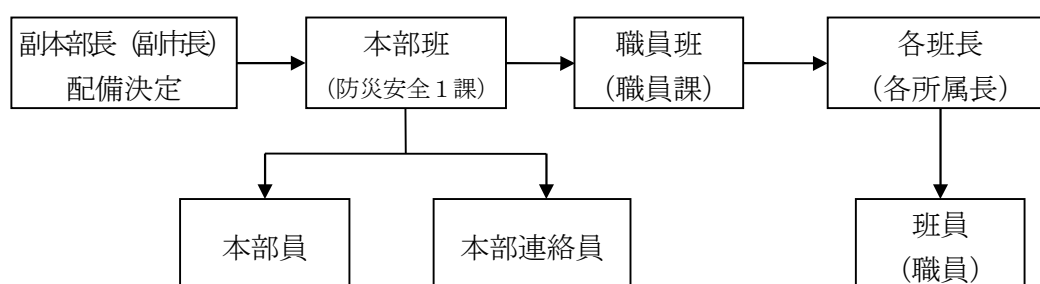 副本部長（副市長）
配備決定
本部班
（防災安全１課）
職員班
（職員課）
各班長
（各所属長）
本部員
本部連絡員
班員
（職員）